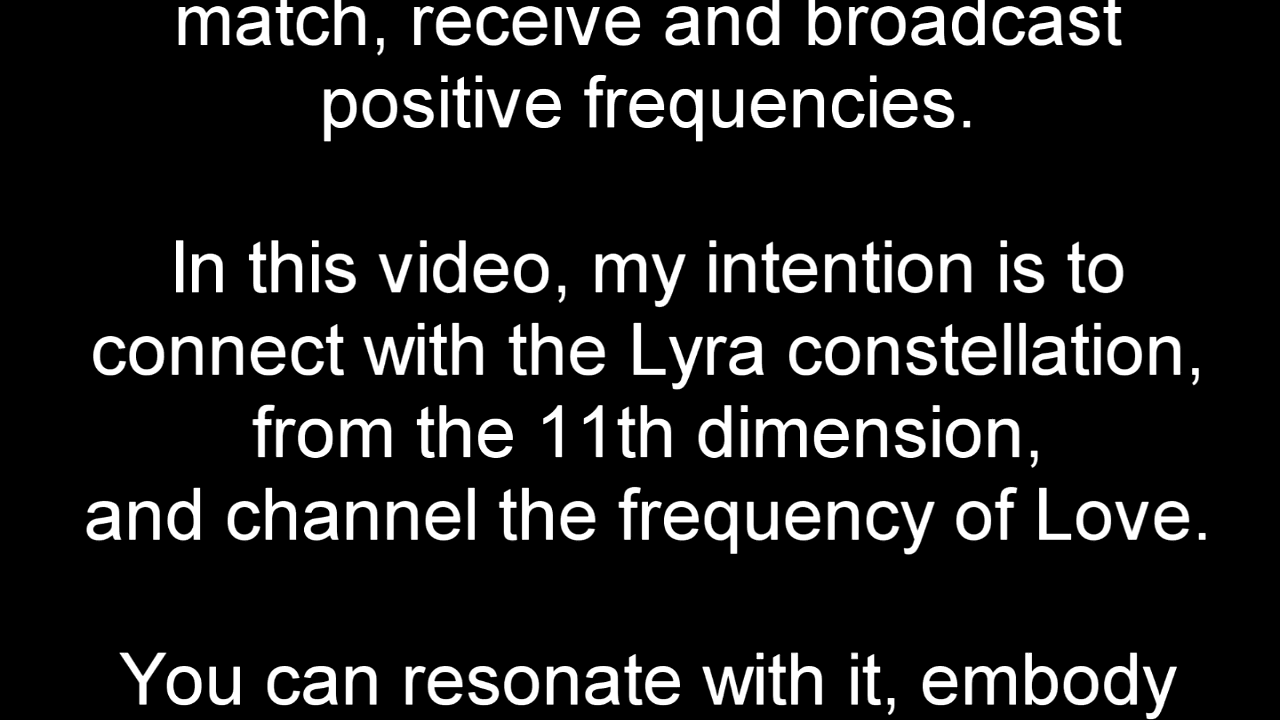 match, receive and broadcast
positive frequencies.
In this video, my intention is to
connect with the Lyra constellation,
from the 11th dimension,
and channel the frequency of Love.
You can resonate with it, embody